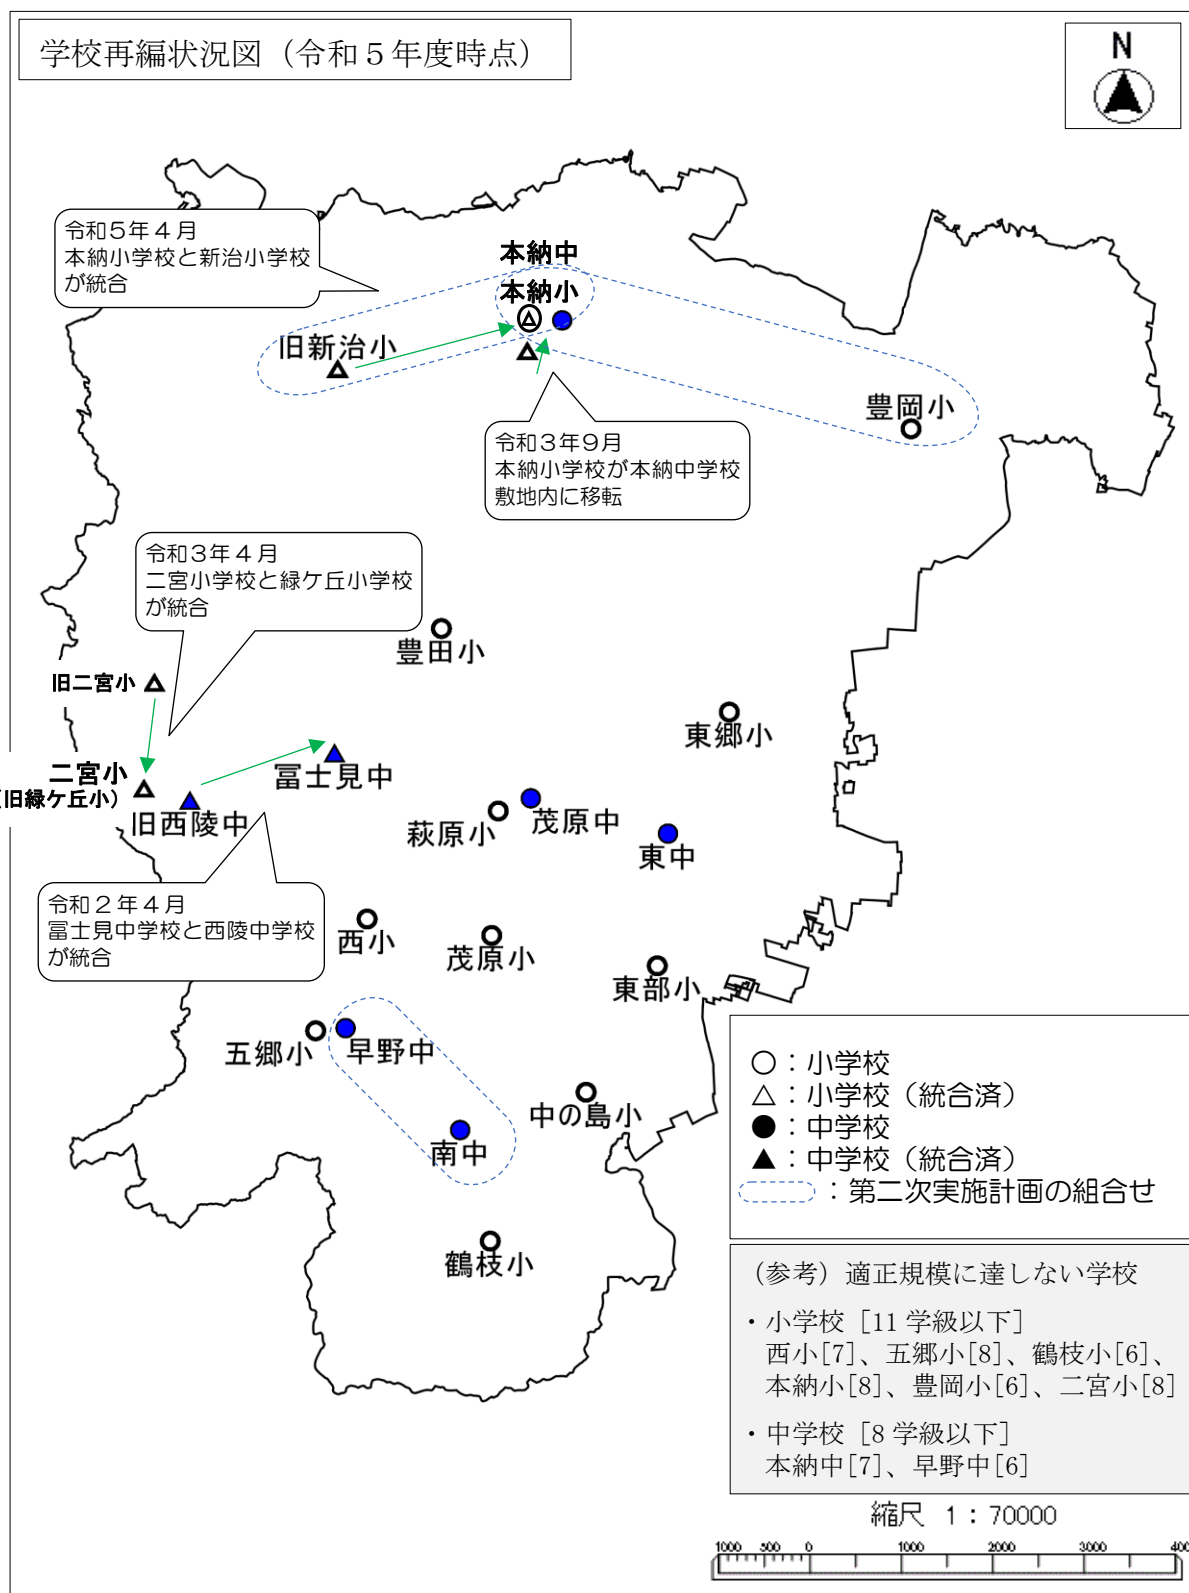 学校再編状況図（令和５年度時点）
N
令和5年４月
本納小学校と新治小学校
が統合
本納中
本納小
旧新治小
豊岡小
令和３年9月
本納小学校が本納中学校
敷地内に移転
令和３年４月
二宮小学校と緑ケ丘小学校
が統合
豊田小
旧二宮小
東郷小
二宮小
(旧緑ケ丘小)
冨士見中
旧西陵中
萩原小
茂原中
東中
令和２年４月
冨士見中学校と西陵中学校
が統合
西小
茂原小
東部小
五郷小
早野中
中の島小
南中
鶴枝小
○：小学校
△：小学校（統合済）
●：中学校
▲：中学校（統合済）
：第二次実施計画の組合せ
（参考）適正規模に達しない学校
・小学校［11 学級以下］
西小[7]、五郷小[8]、鶴枝小[6]、
本納小[8]、豊岡小[6]、二宮小[8]
・中学校［8 学級以下］
本納中[7]、早野中[6]
縮尺 1：70000
1000 500 0 1000 2000 3000 400